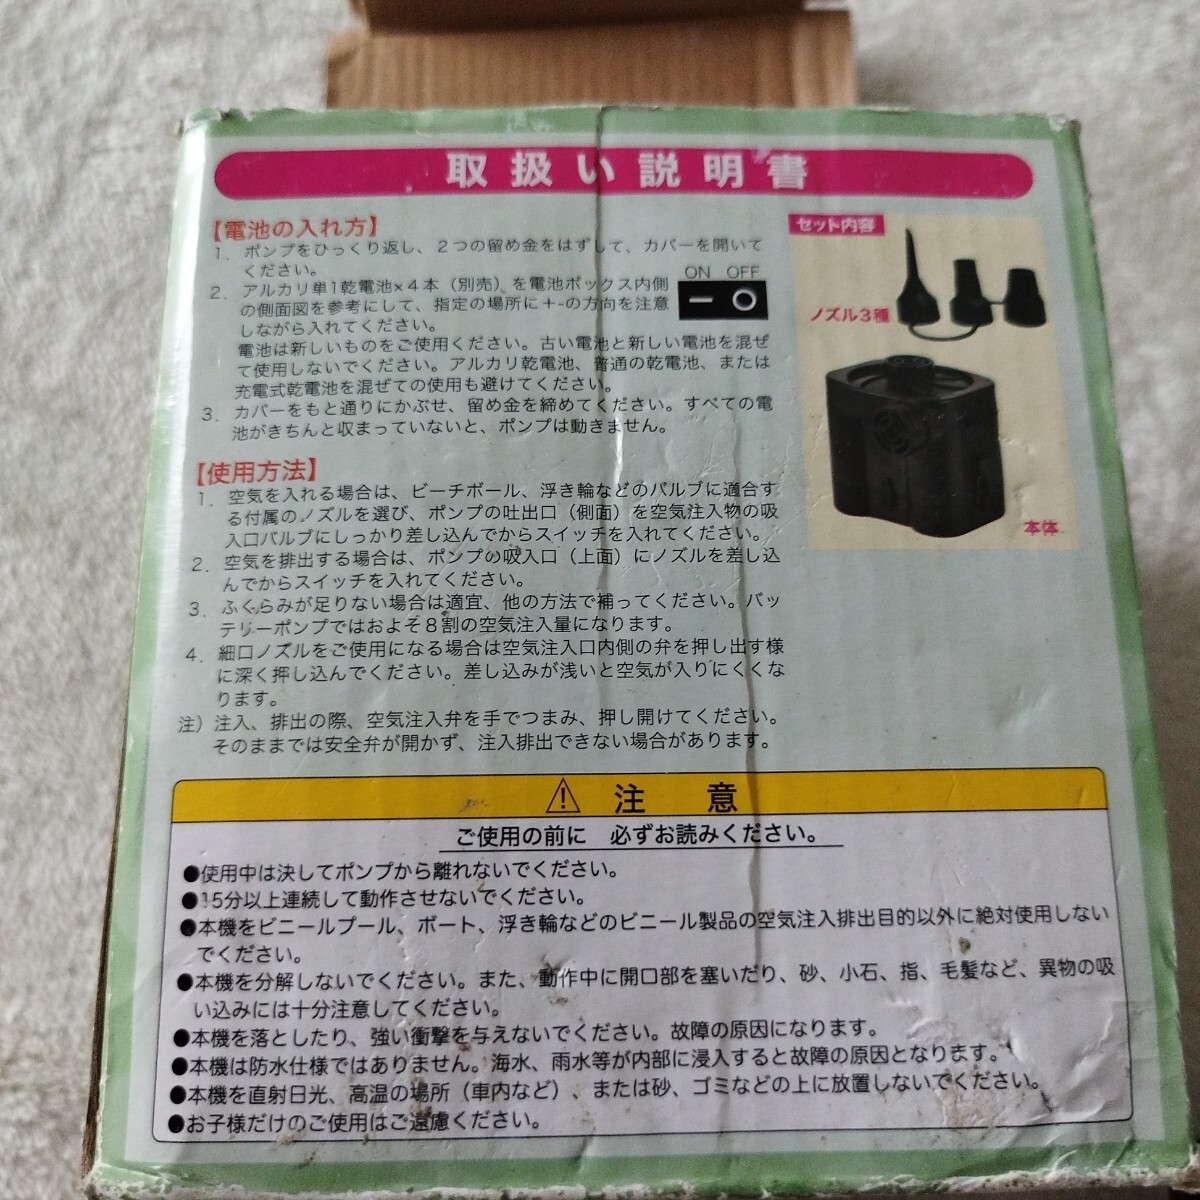 取扱い説明書
【電池の入れ方】
1. ポンプをひっくり返し、2つの留め金をはずして、カバーを開いて
ください。
2. アルカリ単1乾電池×4本（別売）を電池ボックス内側
の側面図を参考にして、指定の場所に＋-の方向を注意
しながら入れてください。
電池は新しいものをご使用ください。古い電池と新しい電池を混ぜ
て使用しないでください。アルカリ乾電池、普通の乾電池、または
充電式乾電池を混ぜての使用も避けてください。
3. カバーをもと通りにかぶせ、留め金を締めてください。すべての電
池がきちんと収まっていないと、ポンプは動きません。
ON OFF
セット内容
ノズル3種
本体
【使用方法】
1. 空気を入れる場合は、ビーチボール、浮き輪などのバルブに適合す
る付属のノズルを選び、ポンプの吐出口（側面）を空気注入物の吸
入口バルブにしっかり差し込んでからスイッチを入れてください。
2. 空気を排出する場合は、ポンプの吸入口（上面）にノズルを差し込
んでからスイッチを入れてください。
3. ふくらみが足りない場合は適宜、他の方法で補ってください。バッ
テリーポンプではおよそ8割の空気注入量になります。
4. 細口ノズルをご使用になる場合は空気注入口内側の弁を押し出す様
に深く押し込んでください。差し込みが浅いと空気が入りにくくな
ります。
注）注入、排出の際、空気注入弁を手でつまみ、押し開けてください。
そのままでは安全弁が開かず、注入排出できない場合があります。
⚠ 注 意
ご使用の前に 必ずお読みください。
●使用中は決してポンプから離れないでください。
●15分以上連続して動作させないでください。
●本機をビニールプール、ボート、浮き輪などのビニール製品の空気注入排出目的以外に絶対使用しない
でください。
●本機を分解しないでください。また、動作中に開口部を塞いだり、砂、小石、指、毛髪など、異物の吸
い込みには十分注意してください。
●本機を落としたり、強い衝撃を与えないでください。故障の原因になります。
●本機は防水仕様ではありません。海水、雨水等が内部に浸入すると故障の原因となります。
●本機を直射日光、高温の場所（車内など）、または砂、ゴミなどの上に放置しないでください。
●お子様だけのご使用はご遠慮ください。